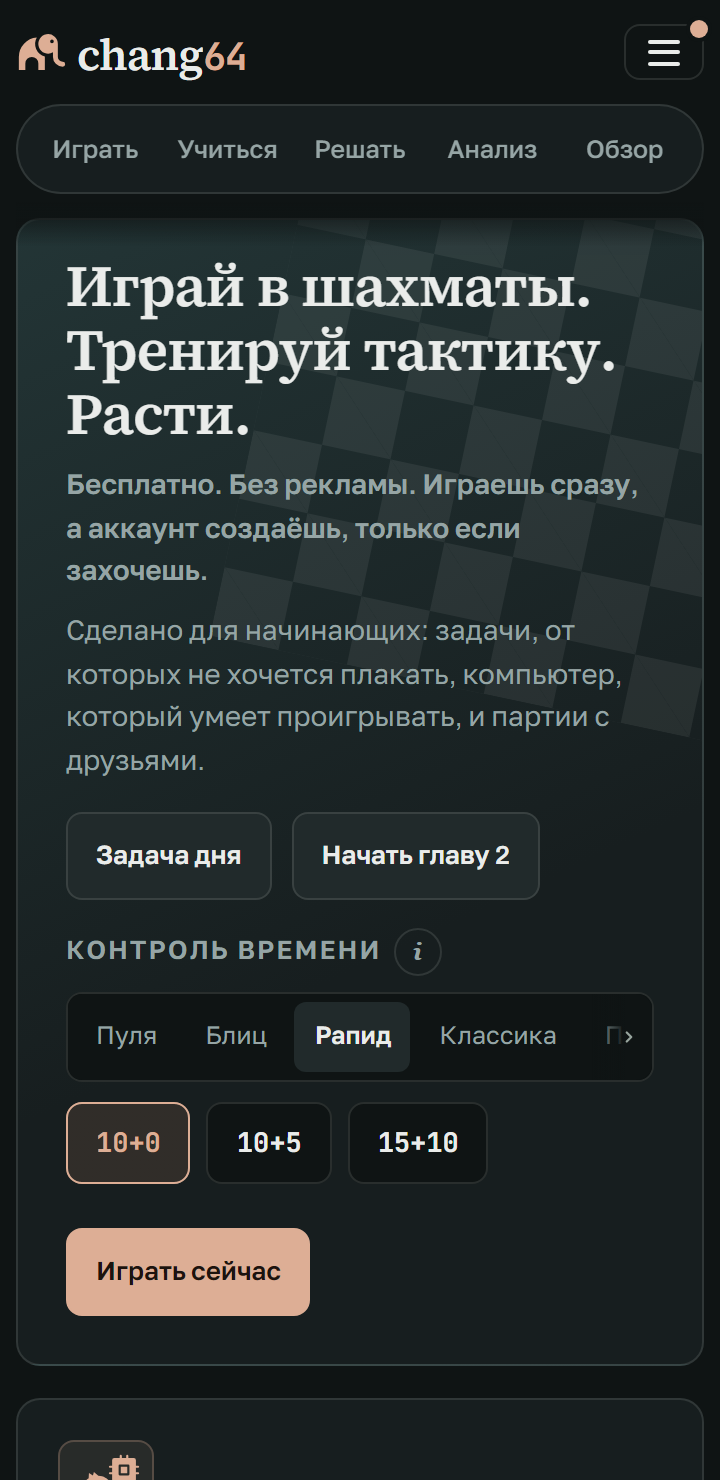 chang64
Играть Учиться Решать Анализ Обзор
Играй в шахматы.
Тренируй тактику.
Расти.
Бесплатно. Без рекламы. Играешь сразу,
а аккаунт создаёшь, только если
захочешь.
Сделано для начинающих: задачи, от
которых не хочется плакать, компьютер,
который умеет проигрывать, и партии с
друзьями.
Задача дня Начать главу 2
КОНТРОЛЬ ВРЕМЕНИ i
Пуля Блиц Рапид Классика
10+0 10+5 15+10
Играть сейчас